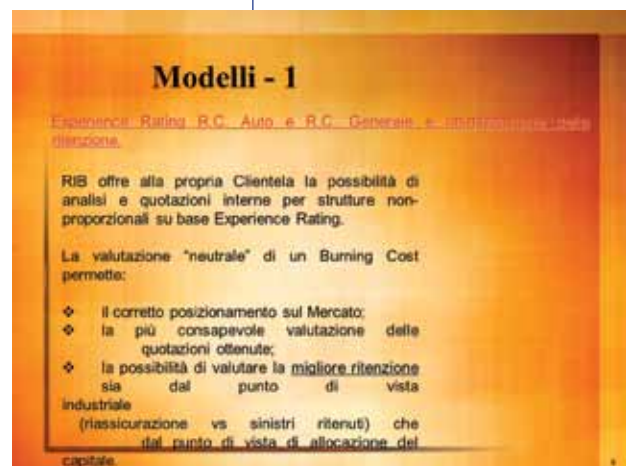 Modelli - 1
Experience Rating R.C. Auto e R.C. Generale e
ritenzione.
RIB offre alla propria Clientela la possibilità di
analisi e quotazioni interne per strutture non-
proporzionali su base Experience Rating.
La valutazione "neutrale" di un Burning Cost
permette:
❖ il corretto posizionamento sul Mercato;
❖ la più consapevole valutazione delle
quotazioni ottenute;
❖ la possibilità di valutare la migliore ritenzione
sia dal punto di vista
industriale
(riassicurazione vs sinistri ritenuti) che
dal punto di vista di allocazione del
capitale.